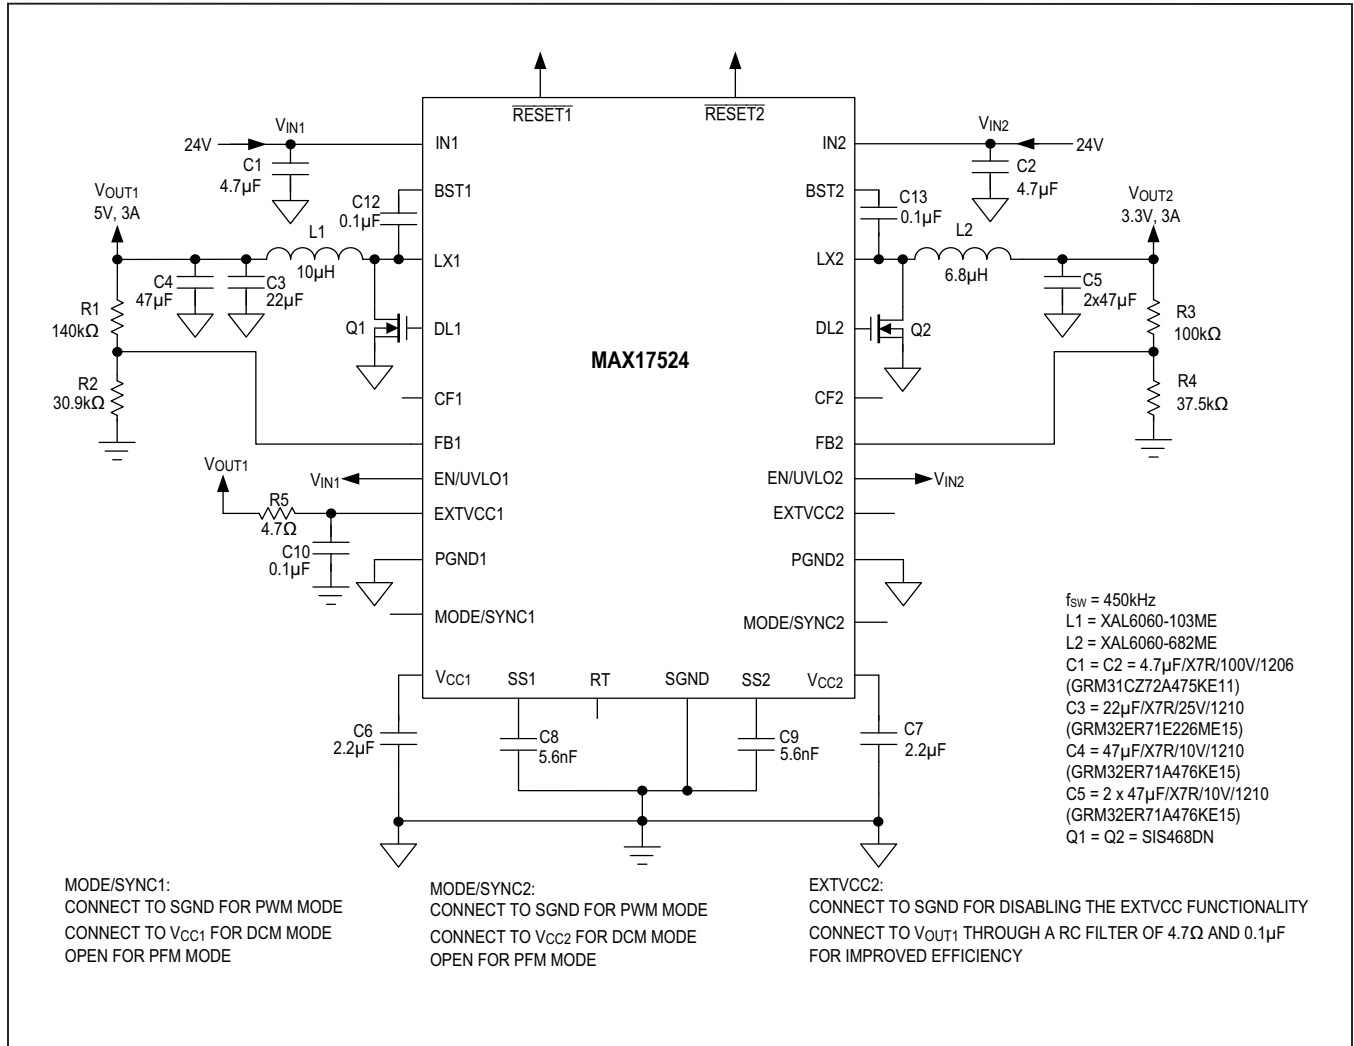 RESET1
RESET2
24V
VIN1
IN1
IN2
VIN2
24V
C1
4.7µF
C2
4.7µF
BST1
BST2
VOUT1
5V, 3A
C12
0.1µF
C13
0.1µF
VOUT2
3.3V, 3A
L1
10µH
LX1
LX2
L2
6.8µH
C4
47µF
C3
22µF
C5
2x47µF
R1
140kΩ
Q1
DL1
DL2
Q2
R3
100kΩ
MAX17524
R2
30.9kΩ
CF1
CF2
R4
37.5kΩ
FB1
FB2
VOUT1
VIN1
EN/UVLO1
EN/UVLO2
VIN2
R5
4.7Ω
EXTVCC1
EXTVCC2
C10
0.1µF
PGND1
PGND2
MODE/SYNC1
MODE/SYNC2
VCC1
SS1
RT
SGND
SS2
VCC2
C6
2.2µF
C8
5.6nF
C9
5.6nF
C7
2.2µF
fSW = 450kHz
L1 = XAL6060-103ME
L2 = XAL6060-682ME
C1 = C2 = 4.7µF/X7R/100V/1206
(GRM31CZ72A475KE11)
C3 = 22µF/X7R/25V/1210
(GRM32ER71E226ME15)
C4 = 47µF/X7R/10V/1210
(GRM32ER71A476KE15)
C5 = 2 x 47µF/X7R/10V/1210
(GRM32ER71A476KE15)
Q1 = Q2 = SIS468DN
MODE/SYNC1:
CONNECT TO SGND FOR PWM MODE
CONNECT TO VCC1 FOR DCM MODE
OPEN FOR PFM MODE
MODE/SYNC2:
CONNECT TO SGND FOR PWM MODE
CONNECT TO VCC2 FOR DCM MODE
OPEN FOR PFM MODE
EXTVCC2:
CONNECT TO SGND FOR DISABLING THE EXTVCC FUNCTIONALITY
CONNECT TO VOUT1 THROUGH A RC FILTER OF 4.7Ω AND 0.1µF
FOR IMPROVED EFFICIENCY